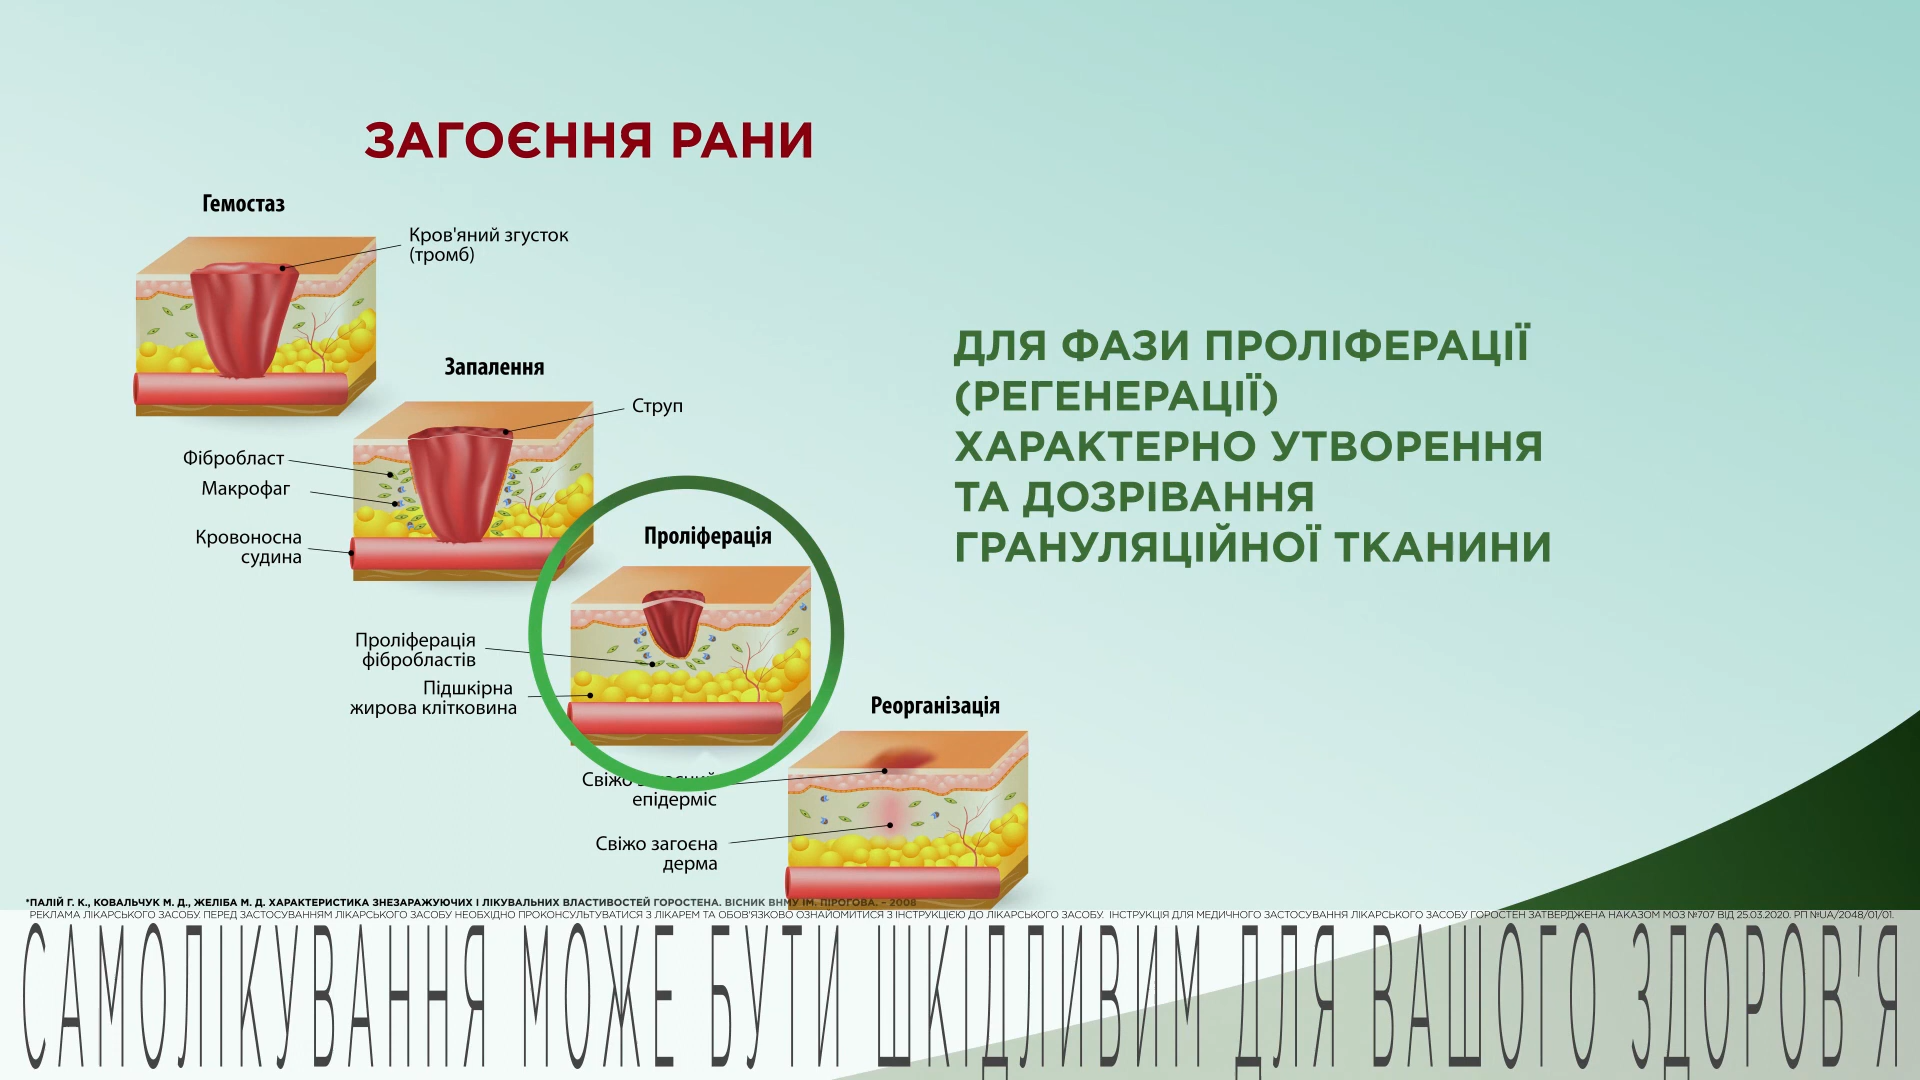 ЗАГОЄННЯ РАНИ
Гемостаз
Кров'яний згусток
(тромб)
Запалення
Струп
Фібробласт
Макрофаг
Кровоносна
судина
Проліферація
Проліферація
фібробластів
Підшкірна
жирова клітковина
Реорганізація
Свіжо
епідерміс
Свіжо загоєна
дерма
ДЛЯ ФАЗИ ПРОЛІФЕРАЦІЇ
(РЕГЕНЕРАЦІЇ)
ХАРАКТЕРНО УТВОРЕННЯ
ТА ДОЗРІВАННЯ
ГРАНУЛЯЦІЙНОЇ ТКАНИНИ
*ПАЛІЙ Г. К., КОВАЛЬЧУК М. Д., ЖЕЛІБА М. Д. ХАРАКТЕРИСТИКА ЗНЕЗАРАЖУЮЧИХ І ЛІКУВАЛЬНИХ ВЛАСТИВОСТЕЙ ГОРОСТЕНА. ВІСНИК ВНМУ ІМ. ПІРОГОВА. - 2008
РЕКЛАМА ЛІКАРСЬКОГО ЗАСОБУ. ПЕРЕД ЗАСТОСУВАННЯМ ЛІКАРСЬКОГО ЗАСОБУ НЕОБХІДНО ПРОКОНСУЛЬТУВАТИСЯ З ЛІКАРЕМ ТА ОБОВ'ЯЗКОВО ОЗНАЙОМИТИСЯ З ІНСТРУКЦІЄЮ ДО ЛІКАРСЬКОГО ЗАСОБУ. ІНСТРУКЦІЯ ДЛЯ МЕДИЧНОГО ЗАСТОСУВАННЯ ЛІКАРСЬКОГО ЗАСОБУ ГОРОСТЕН ЗАТВЕРДЖЕНА НАКАЗОМ МОЗ №707 ВІД 25.03.2020. РП №UA/2048/01/01.
САМОЛІКУВАННЯ МОЖЕ БУТИ ШКІДЛИВИМ ДЛЯ ВАШОГО ЗДОРОВ'Я